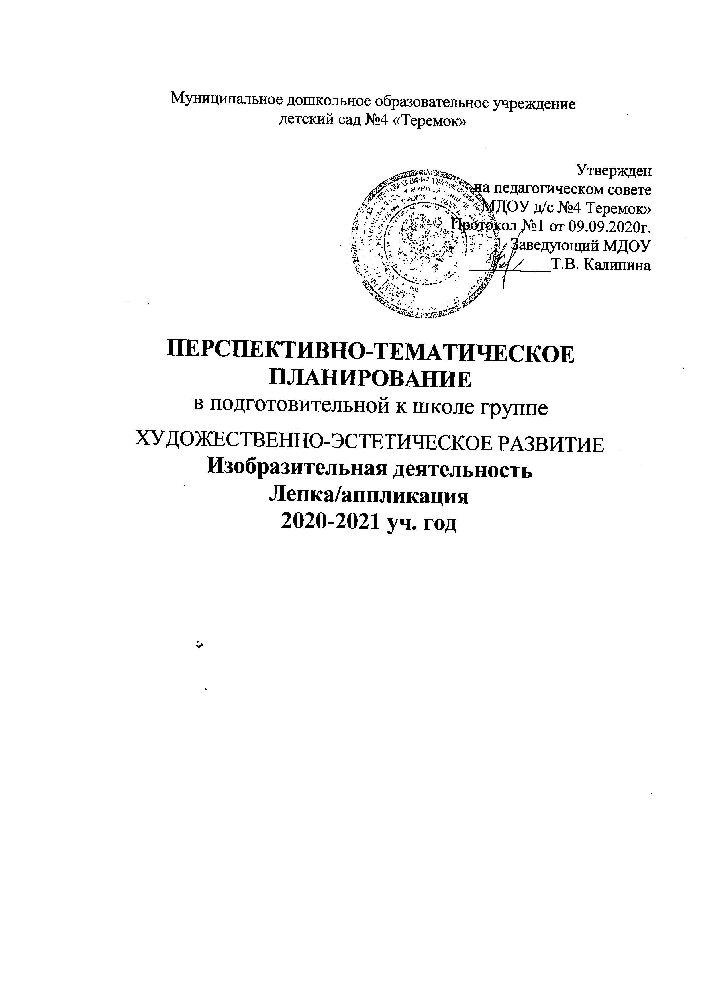 Муниципальное дошкольное образовательное учреждение
детский сад №4 «Теремок»
Утвержден
на педагогическом совете
МДОУ д/с №4 Теремок»
Протокол №1 от 09.09.2020г.
Заведующий МДОУ
___________Т.В. Калинина
ПЕРСПЕКТИВНО-ТЕМАТИЧЕСКОЕ
ПЛАНИРОВАНИЕ
в подготовительной к школе группе
ХУДОЖЕСТВЕННО-ЭСТЕТИЧЕСКОЕ РАЗВИТИЕ
Изобразительная деятельность
Лепка/аппликация
2020-2021 уч. год